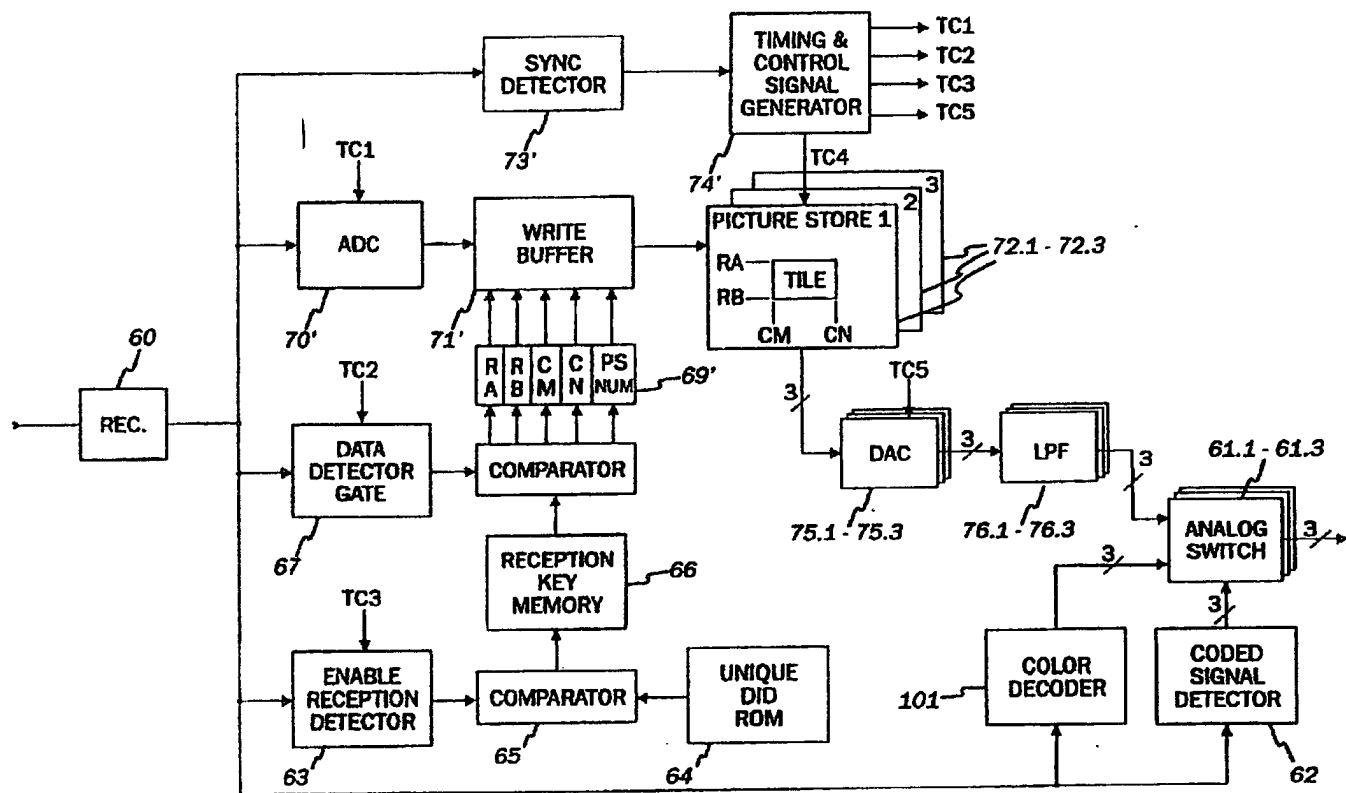 TIMING &
CONTROL
SIGNAL
GENERATOR
TC1
TC2
TC3
TC5
SYNC
DETECTOR
73'
74'
TC4
TC1
ADC
70'
WRITE
BUFFER
71'
3
2
PICTURE STORE 1
RA
RB
TILE
CM CN
72.1 - 72.3
60
REC.
RA RB CM CN PS NUM
69'
TC2
DATA
DETECTOR
GATE
67
COMPARATOR
3
TC5
DAC
75.1 - 75.3
3
LPF
76.1 - 76.3
3
61.1 - 61.3
ANALOG
SWITCH
3
RECEPTION
KEY
MEMORY
66
3
3
TC3
ENABLE
RECEPTION
DETECTOR
63
COMPARATOR
65
UNIQUE
DID
ROM
64
COLOR
DECODER
101
CODED
SIGNAL
DETECTOR
62